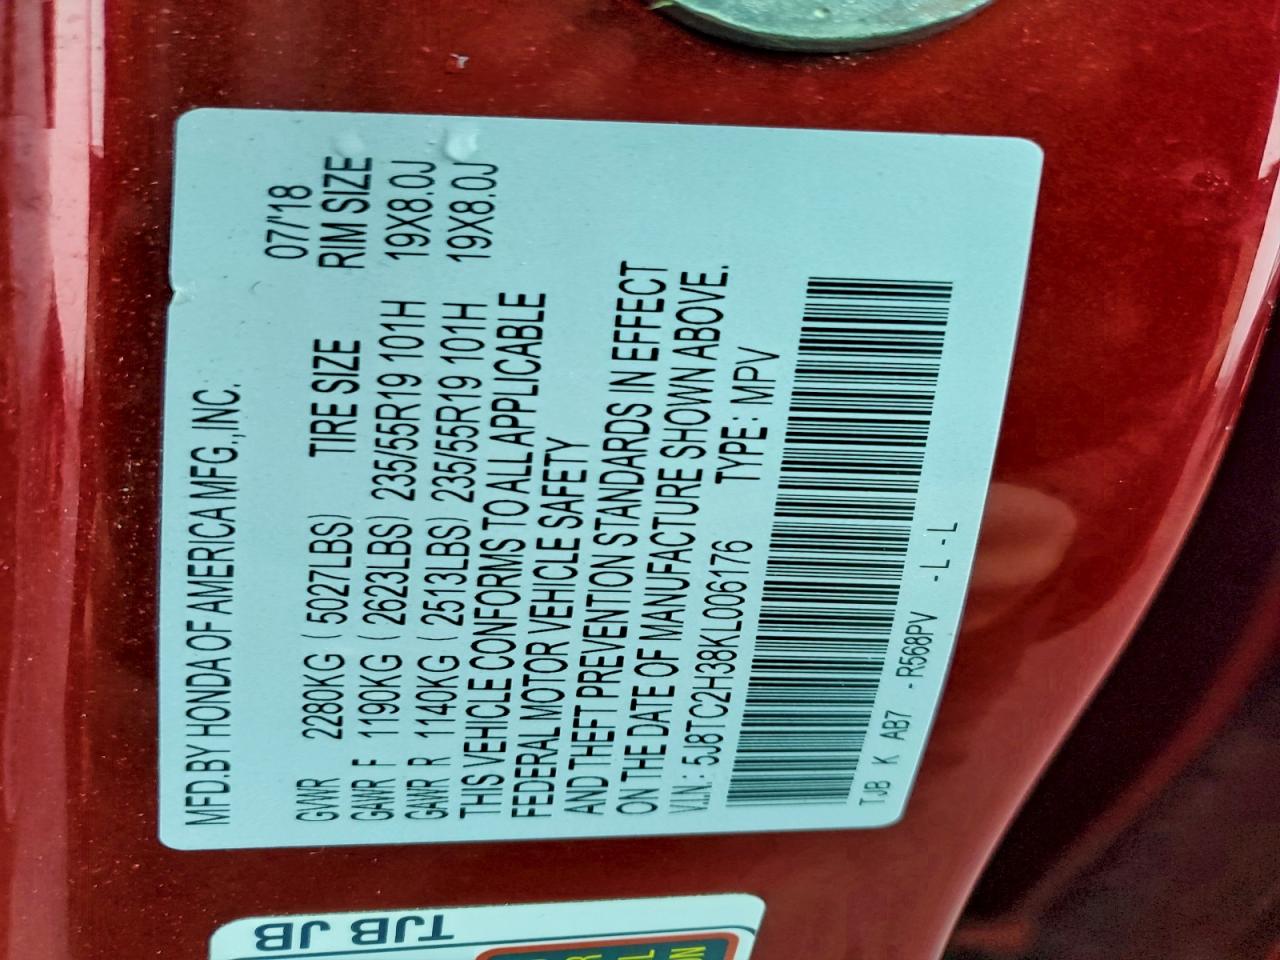 MFD.BY HONDA OF AMERICA MFG.,INC.
07/'18
GVWR 2280KG ( 5027LBS) TIRE SIZE RIM SIZE
GAWR F 1190KG ( 2623LBS) 235/55R19 101H 19X8.0J
GAWR R 1140KG ( 2513LBS) 235/55R19 101H 19X8.0J
THIS VEHICLE CONFORMS TO ALL APPLICABLE
FEDERAL MOTOR VEHICLE SAFETY
AND THEFT PREVENTION STANDARDS IN EFFECT
ON THE DATE OF MANUFACTURE SHOWN ABOVE.
V.I.N.: 5J8TC2H38KL006176 TYPE: MPV
TJB K AB7 -R568PV -L-L
TJB JB